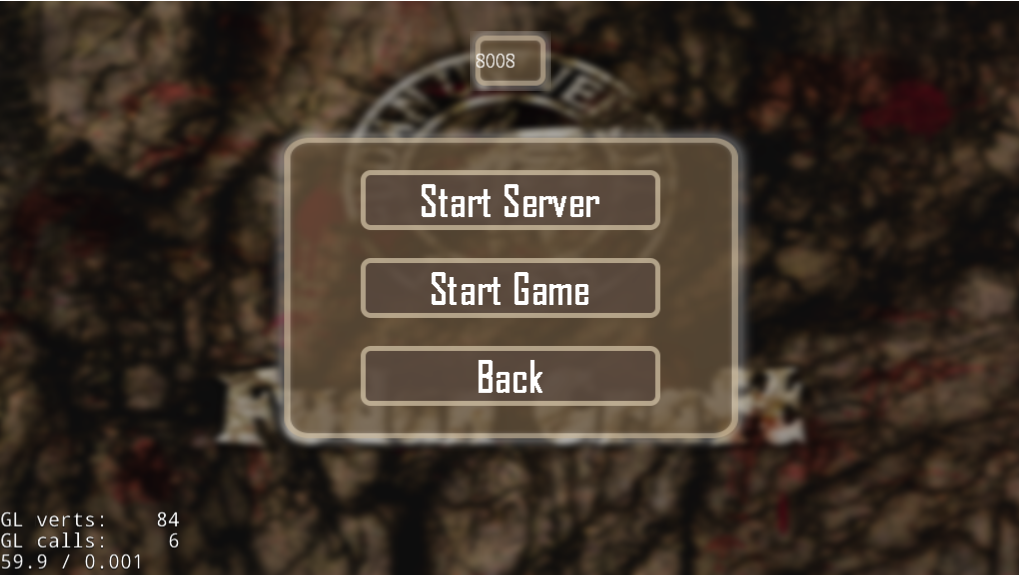 8008
Start Server
Start Game
Back
GL verts: 84
GL calls: 6
59.9 / 0.001